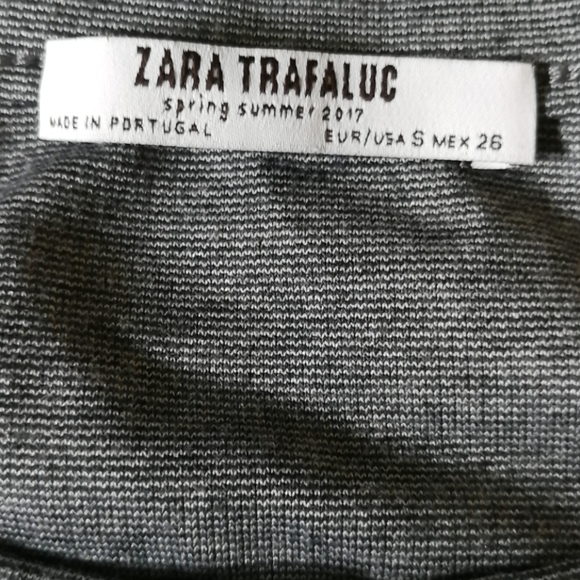 ZARA TRAFALUC
spring summer 2017
MADE IN PORTUGAL EUR/USA S MEX 26